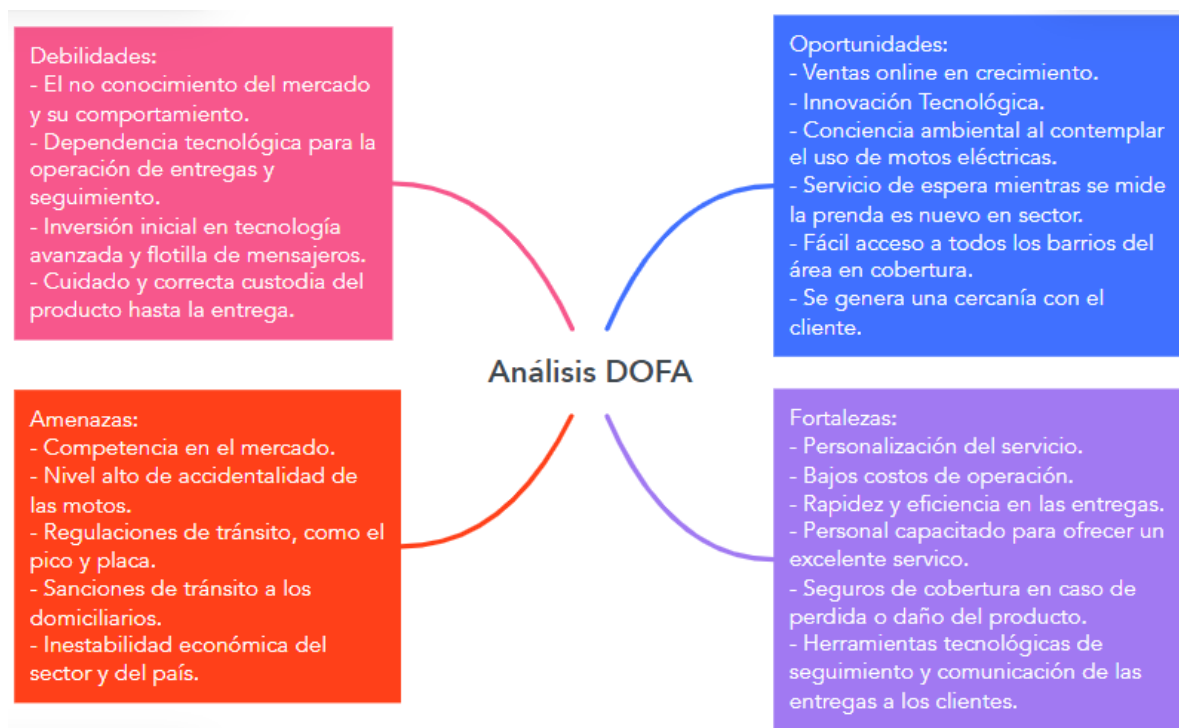 Debilidades:
- El no conocimiento del mercado
y su comportamiento.
- Dependencia tecnológica para la
operación de entregas y
seguimiento.
- Inversión inicial en tecnología
avanzada y flotilla de mensajeros.
- Cuidado y correcta custodia del
producto hasta la entrega.
Oportunidades:
- Ventas online en crecimiento.
- Innovación Tecnológica.
- Conciencia ambiental al contemplar
el uso de motos eléctricas.
- Servicio de espera mientras se mide
la prenda es nuevo en sector.
- Fácil acceso a todos los barrios del
área en cobertura.
- Se genera una cercanía con el
cliente.
Análisis DOFA
Amenazas:
- Competencia en el mercado.
- Nivel alto de accidentalidad de
las motos.
- Regulaciones de tránsito, como el
pico y placa.
- Sanciones de tránsito a los
domiciliarios.
- Inestabilidad económica del
sector y del país.
Fortalezas:
- Personalización del servicio.
- Bajos costos de operación.
- Rapidez y eficiencia en las entregas.
- Personal capacitado para ofrecer un
excelente servico.
- Seguros de cobertura en caso de
perdida o daño del producto.
- Herramientas tecnológicas de
seguimiento y comunicación de las
entregas a los clientes.